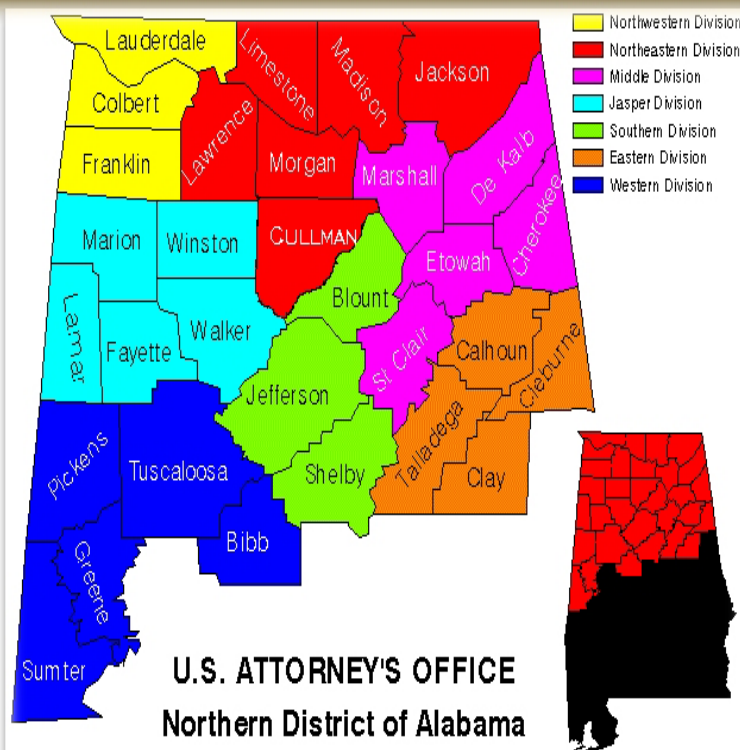 Lauderdale
Limestone
Madison
Jackson
Colbert
Lawrence
Morgan
Franklin
Marshall
De Kalb
Cherokee
Marion
Winston
CULLMAN
Etowah
Lamar
Fayette
Walker
Blount
St Clair
Calhoun
Cleburne
Jefferson
Talladega
Pickens
Tuscaloosa
Shelby
Clay
Bibb
Greene
Sumter
Northwestern Division
Northeastern Division
Middle Division
Jasper Division
Southern Division
Eastern Division
Western Division
U.S. ATTORNEY'S OFFICE
Northern District of Alabama